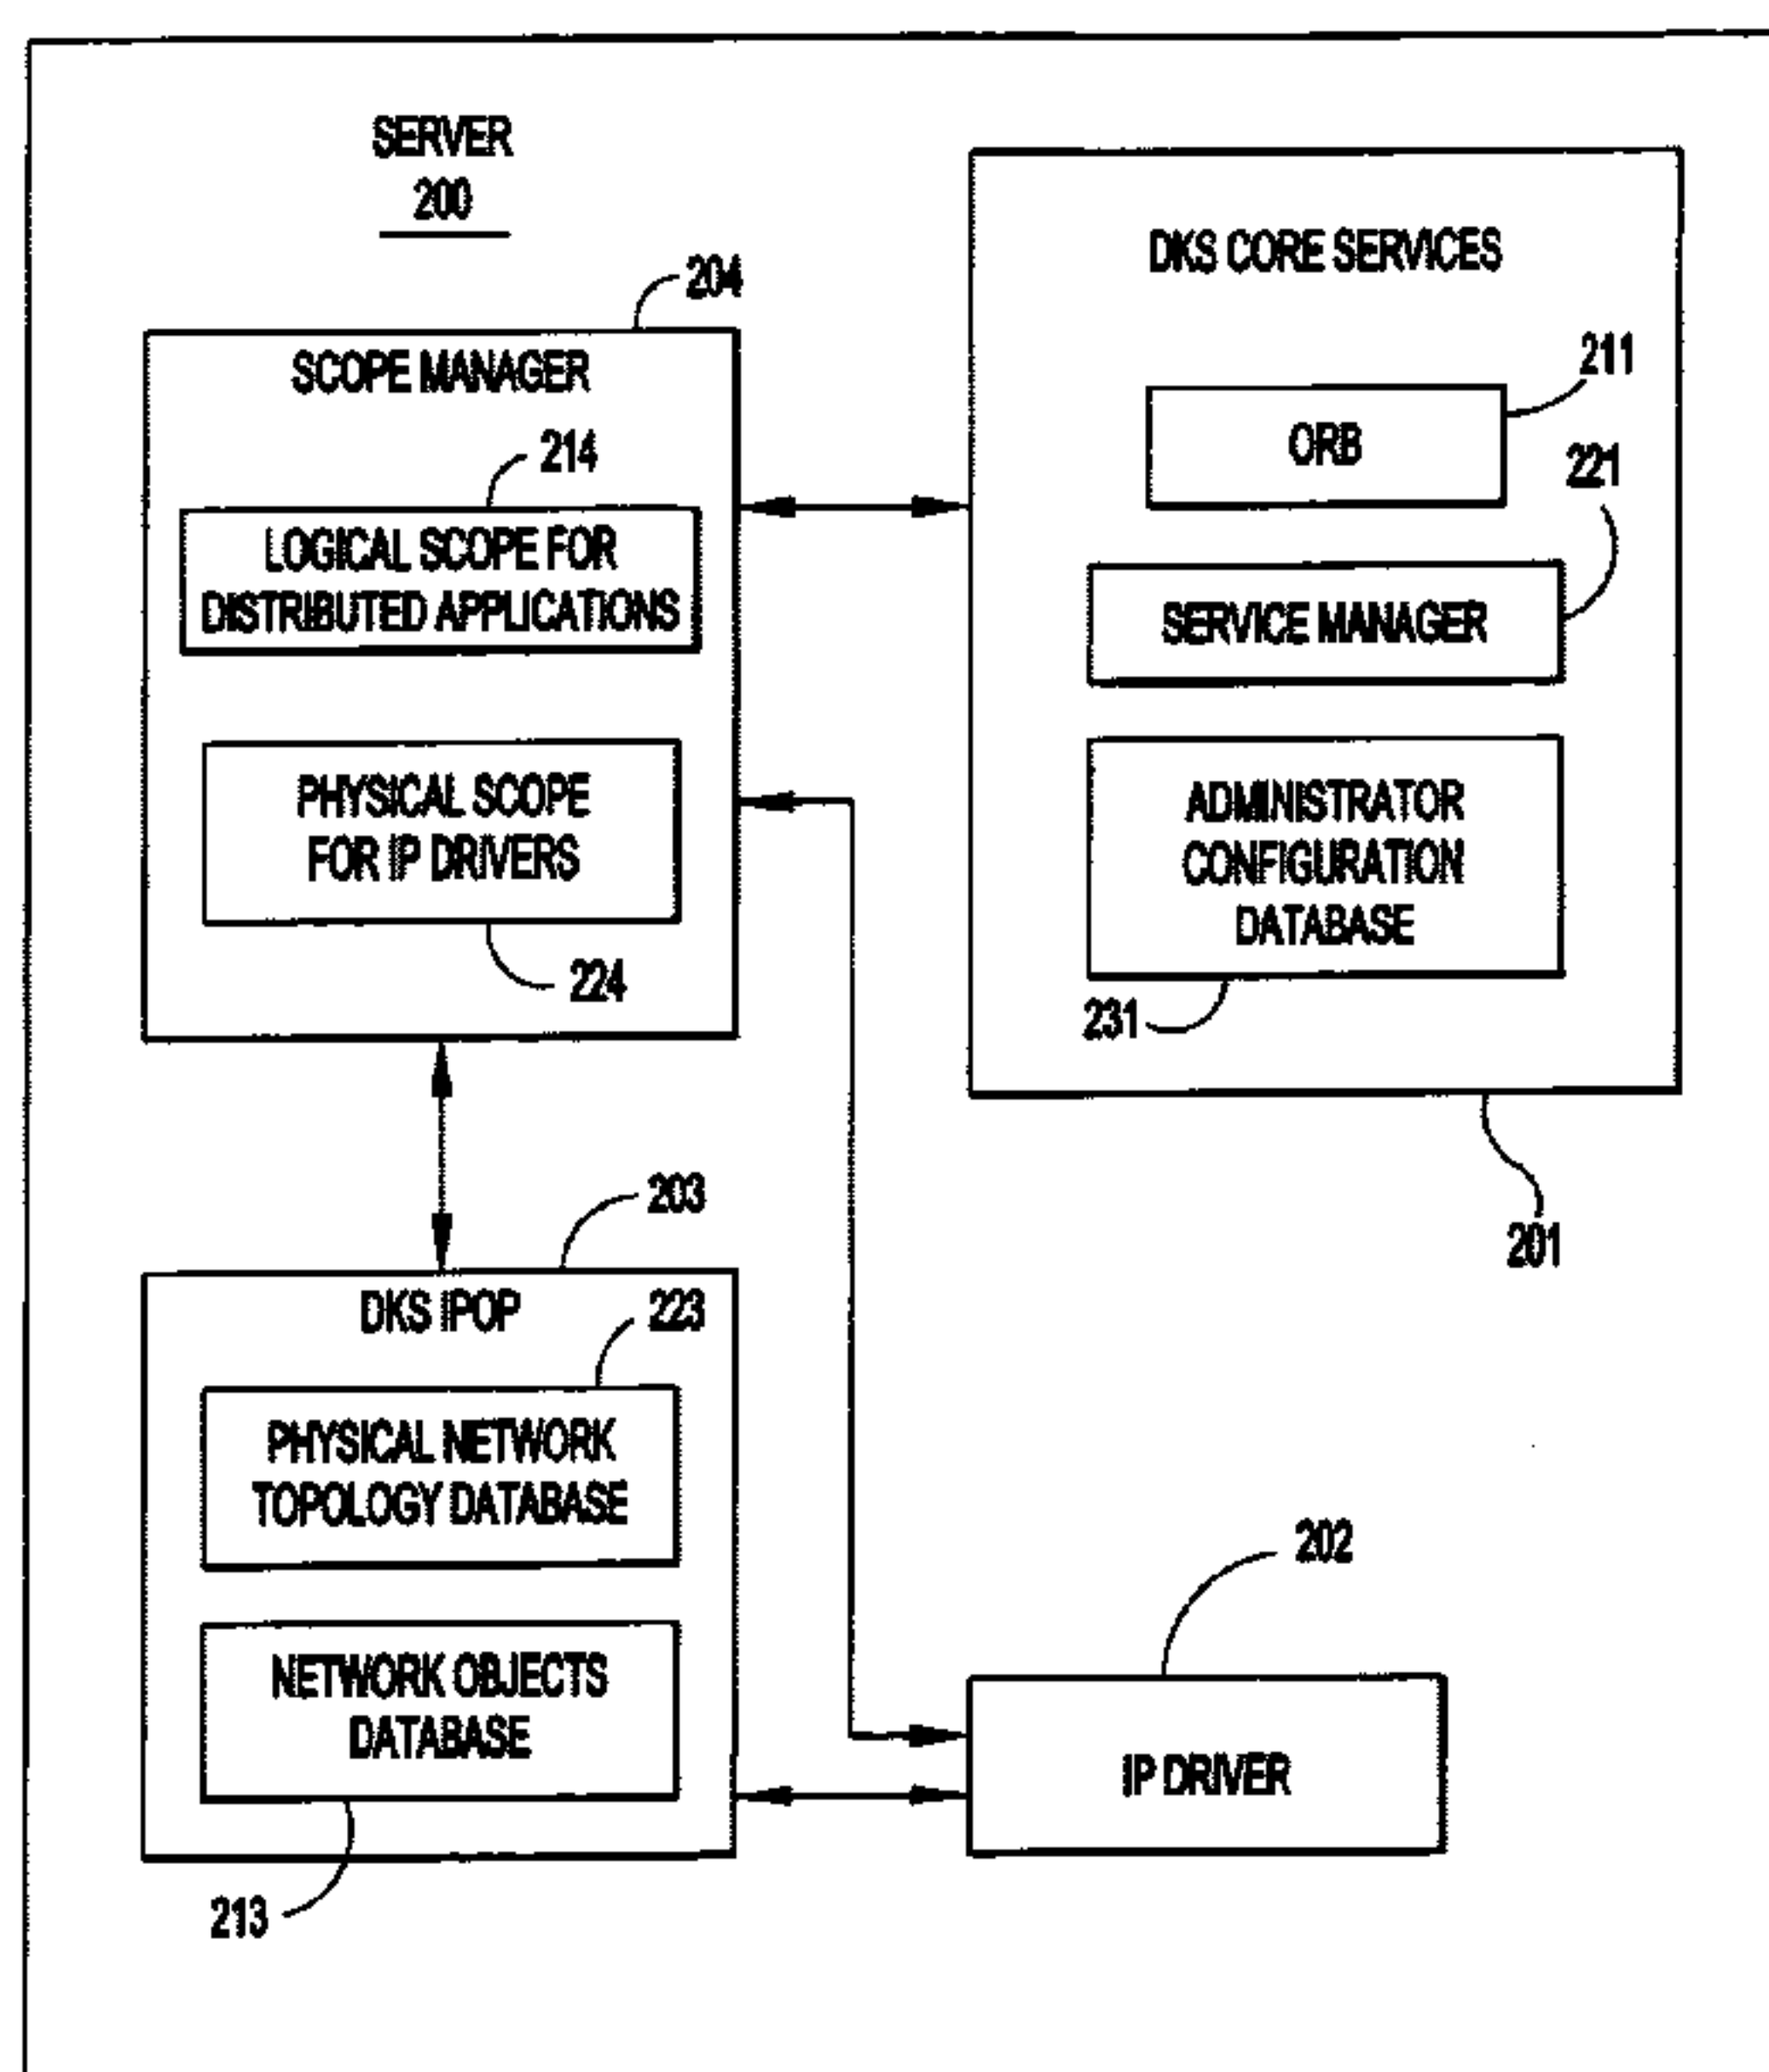 SERVER
200
204
SCOPE MANAGER
214
LOGICAL SCOPE FOR
DISTRIBUTED APPLICATIONS
PHYSICAL SCOPE
FOR IP DRIVERS
224
DKS CORE SERVICES
211
ORB
221
SERVICE MANAGER
ADMINISTRATOR
CONFIGURATION
DATABASE
231
201
203
DKS IPOP
223
PHYSICAL NETWORK
TOPOLOGY DATABASE
NETWORK OBJECTS
DATABASE
213
202
IP DRIVER